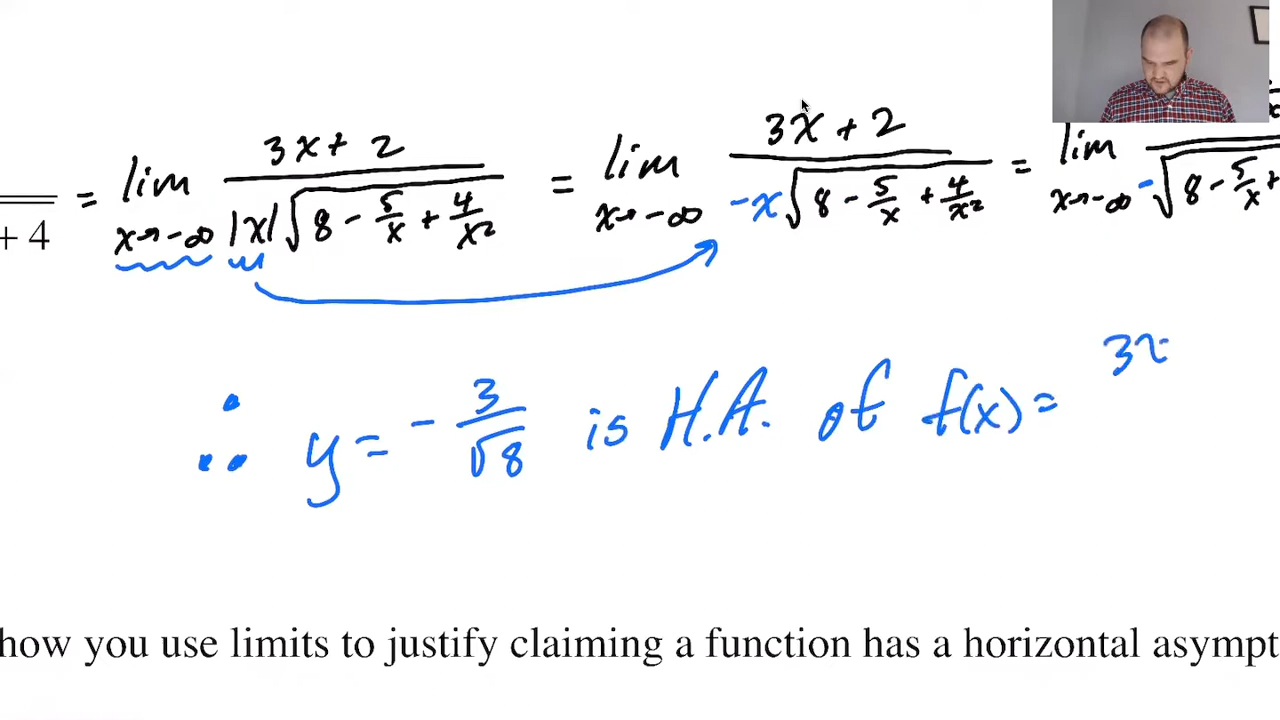 + 4 = lim x→-∞ (3x + 2) / (|x|√(8 - 5/x + 4/x²)) = lim x→-∞ (3x + 2) / (-x√(8 - 5/x + 4/x²)) = lim x→-∞ -√(8 - 5/x +
∴ y = -3/√8 is H.A. of f(x) = 3x
how you use limits to justify claiming a function has a horizontal asympt